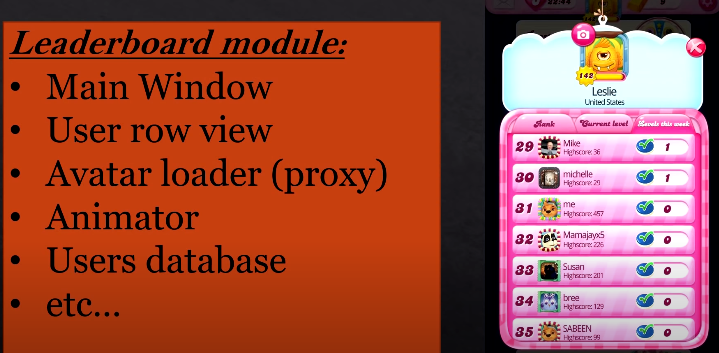 Leaderboard module:
• Main Window
• User row view
• Avatar loader (proxy)
• Animator
• Users database
• etc...
142
Leslie
United States
Rank
Current level
Levels this week
29 Mike 1
Highscore: 36
30 michelle 1
Highscore: 29
31 me 0
Highscore: 457
32 Mamajayx5 0
Highscore: 226
33 Susan 0
Highscore: 201
34 bree 0
Highscore: 129
35 SABEEN 0
Highscore: 99